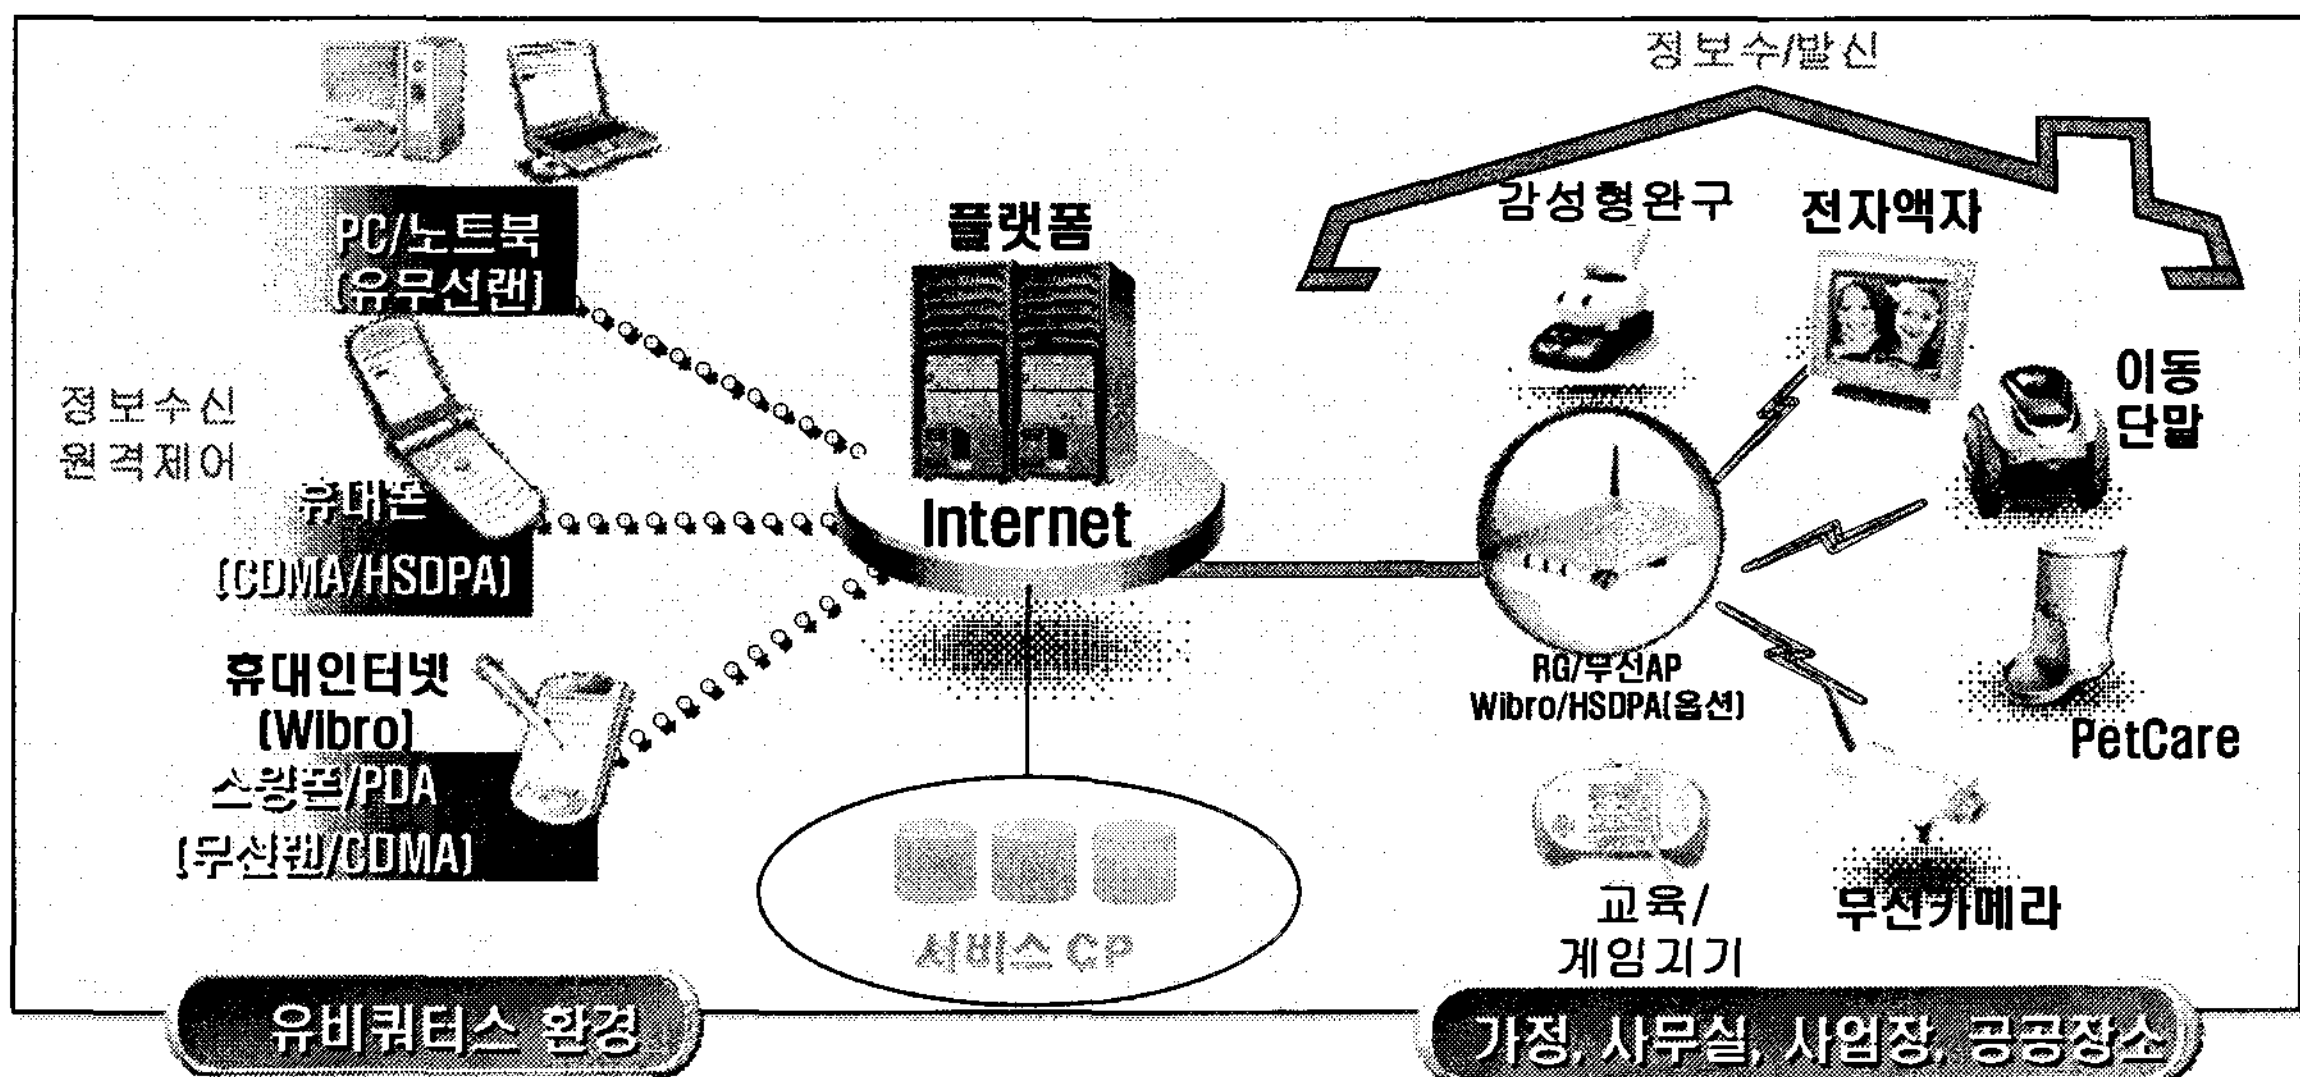 정보수/발신
PC/노트북
(유무선랜)
정보수신
원격제어
휴대폰
(CDMA/HSDPA)
휴대인터넷
(Wibro)
스윙폰/PDA
(무선랜/CDMA)
플랫폼
Internet
서비스 CP
감성형완구
전자액자
이동
단말
RG/무선AP
Wibro/HSDPA(옵션)
PetCare
교육/
게임기기
무선카메라
유비쿼터스 환경
가정, 사무실, 사업장, 공공장소